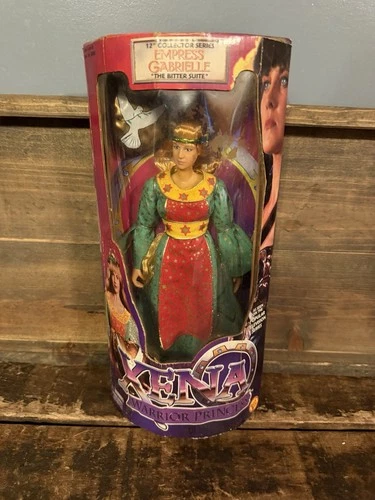 12" COLLECTOR SERIES
EMPRESS
GABRIELLE
"THE BITTER SUITE"
XENA
WARRIOR PRINCESS